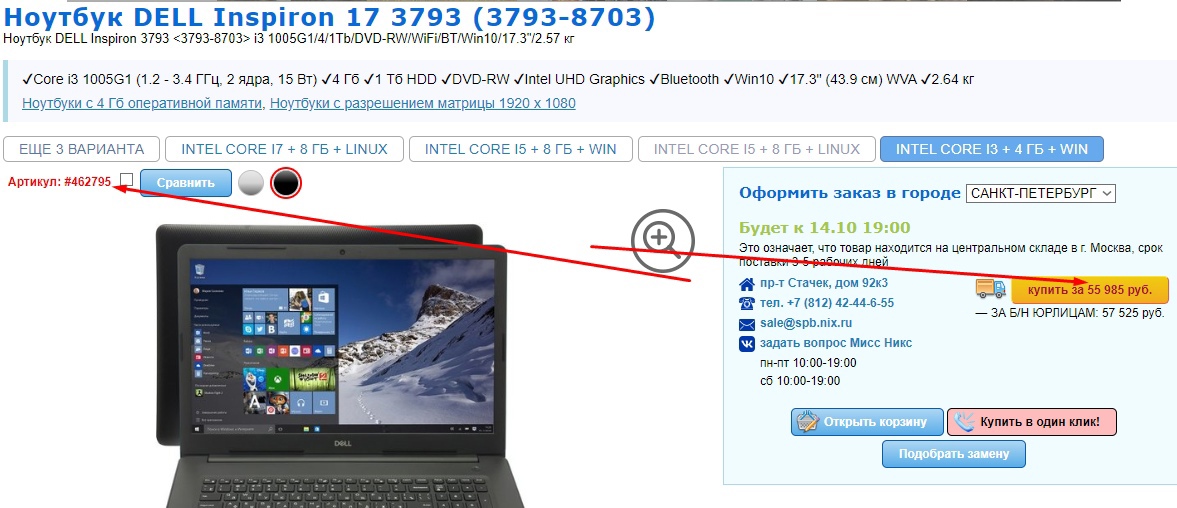 Ноутбук DELL Inspiron 17 3793 (3793-8703)
Ноутбук DELL Inspiron 3793 <3793-8703> i3 1005G1/4/1Tb/DVD-RW/WiFi/BT/Win10/17.3"/2.57 кг
✓Core i3 1005G1 (1.2 - 3.4 ГГц, 2 ядра, 15 Вт) ✓4 Гб ✓1 Тб HDD ✓DVD-RW ✓Intel UHD Graphics ✓Bluetooth ✓Win10 ✓17.3" (43.9 см) WVA ✓2.64 кг
Ноутбуки с 4 Гб оперативной памяти, Ноутбуки с разрешением матрицы 1920 x 1080
ЕЩЕ 3 ВАРИАНТА INTEL CORE I7 + 8 ГБ + LINUX INTEL CORE I5 + 8 ГБ + WIN INTEL CORE I5 + 8 ГБ + LINUX INTEL CORE I3 + 4 ГБ + WIN
Артикул: #462795 Сравнить
Оформить заказ в городе САНКТ-ПЕТЕРБУРГ
Будет к 14.10 19:00
Это означает, что товар находится на центральном складе в г. Москва, срок
поставки 3-5 рабочих дней
пр-т Стачек, дом 92к3
купить за 55 985 руб.
тел. +7 (812) 42-44-6-55
— ЗА Б/Н ЮРЛИЦАМ: 57 525 руб.
sale@spb.nix.ru
задать вопрос Мисс Никс
пн-пт 10:00-19:00
сб 10:00-19:00
Открыть корзину Купить в один клик!
Подобрать замену
DELL